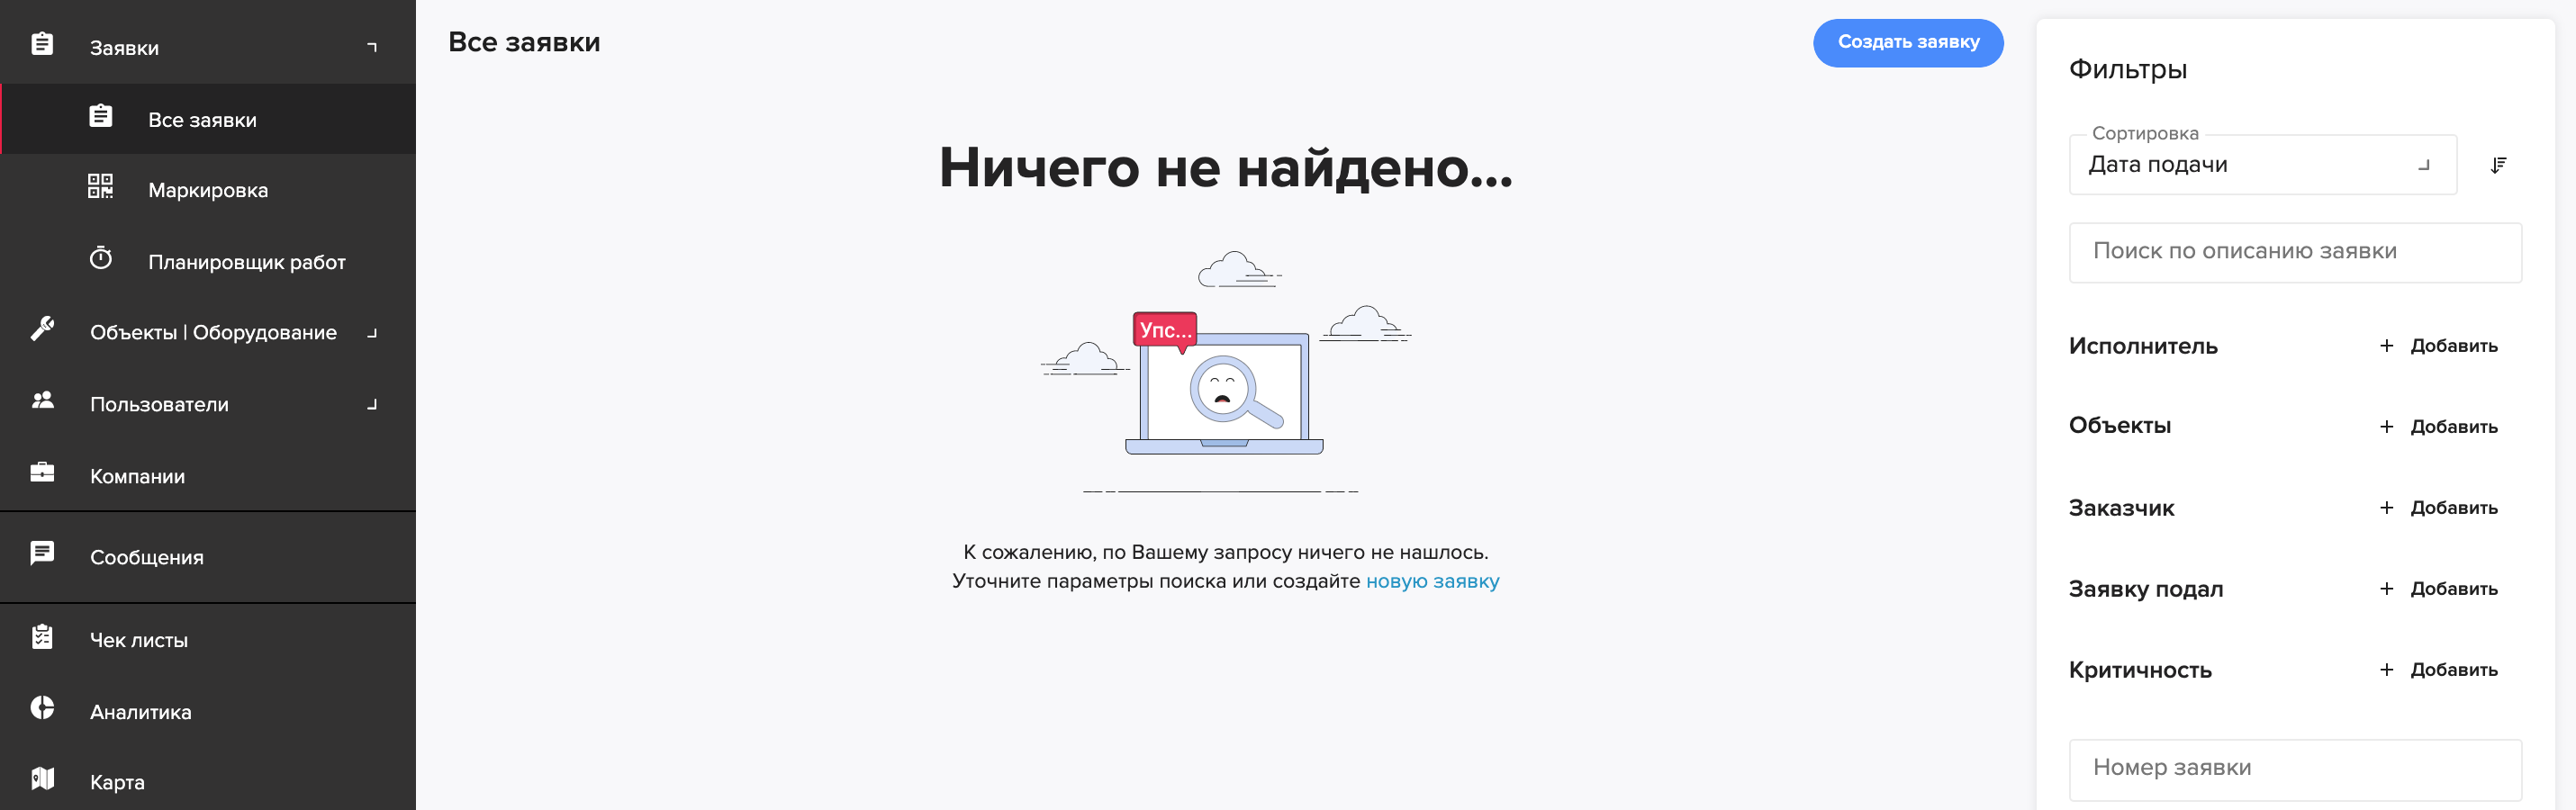 Заявки
Все заявки
Маркировка
Планировщик работ
Объекты | Оборудование
Пользователи
Компании
Сообщения
Чек листы
Аналитика
Карта
Все заявки
Создать заявку
Ничего не найдено...
Упс...
К сожалению, по Вашему запросу ничего не нашлось.
Уточните параметры поиска или создайте новую заявку
Фильтры
Сортировка
Дата подачи
Поиск по описанию заявки
Исполнитель + Добавить
Объекты + Добавить
Заказчик + Добавить
Заявку подал + Добавить
Критичность + Добавить
Номер заявки